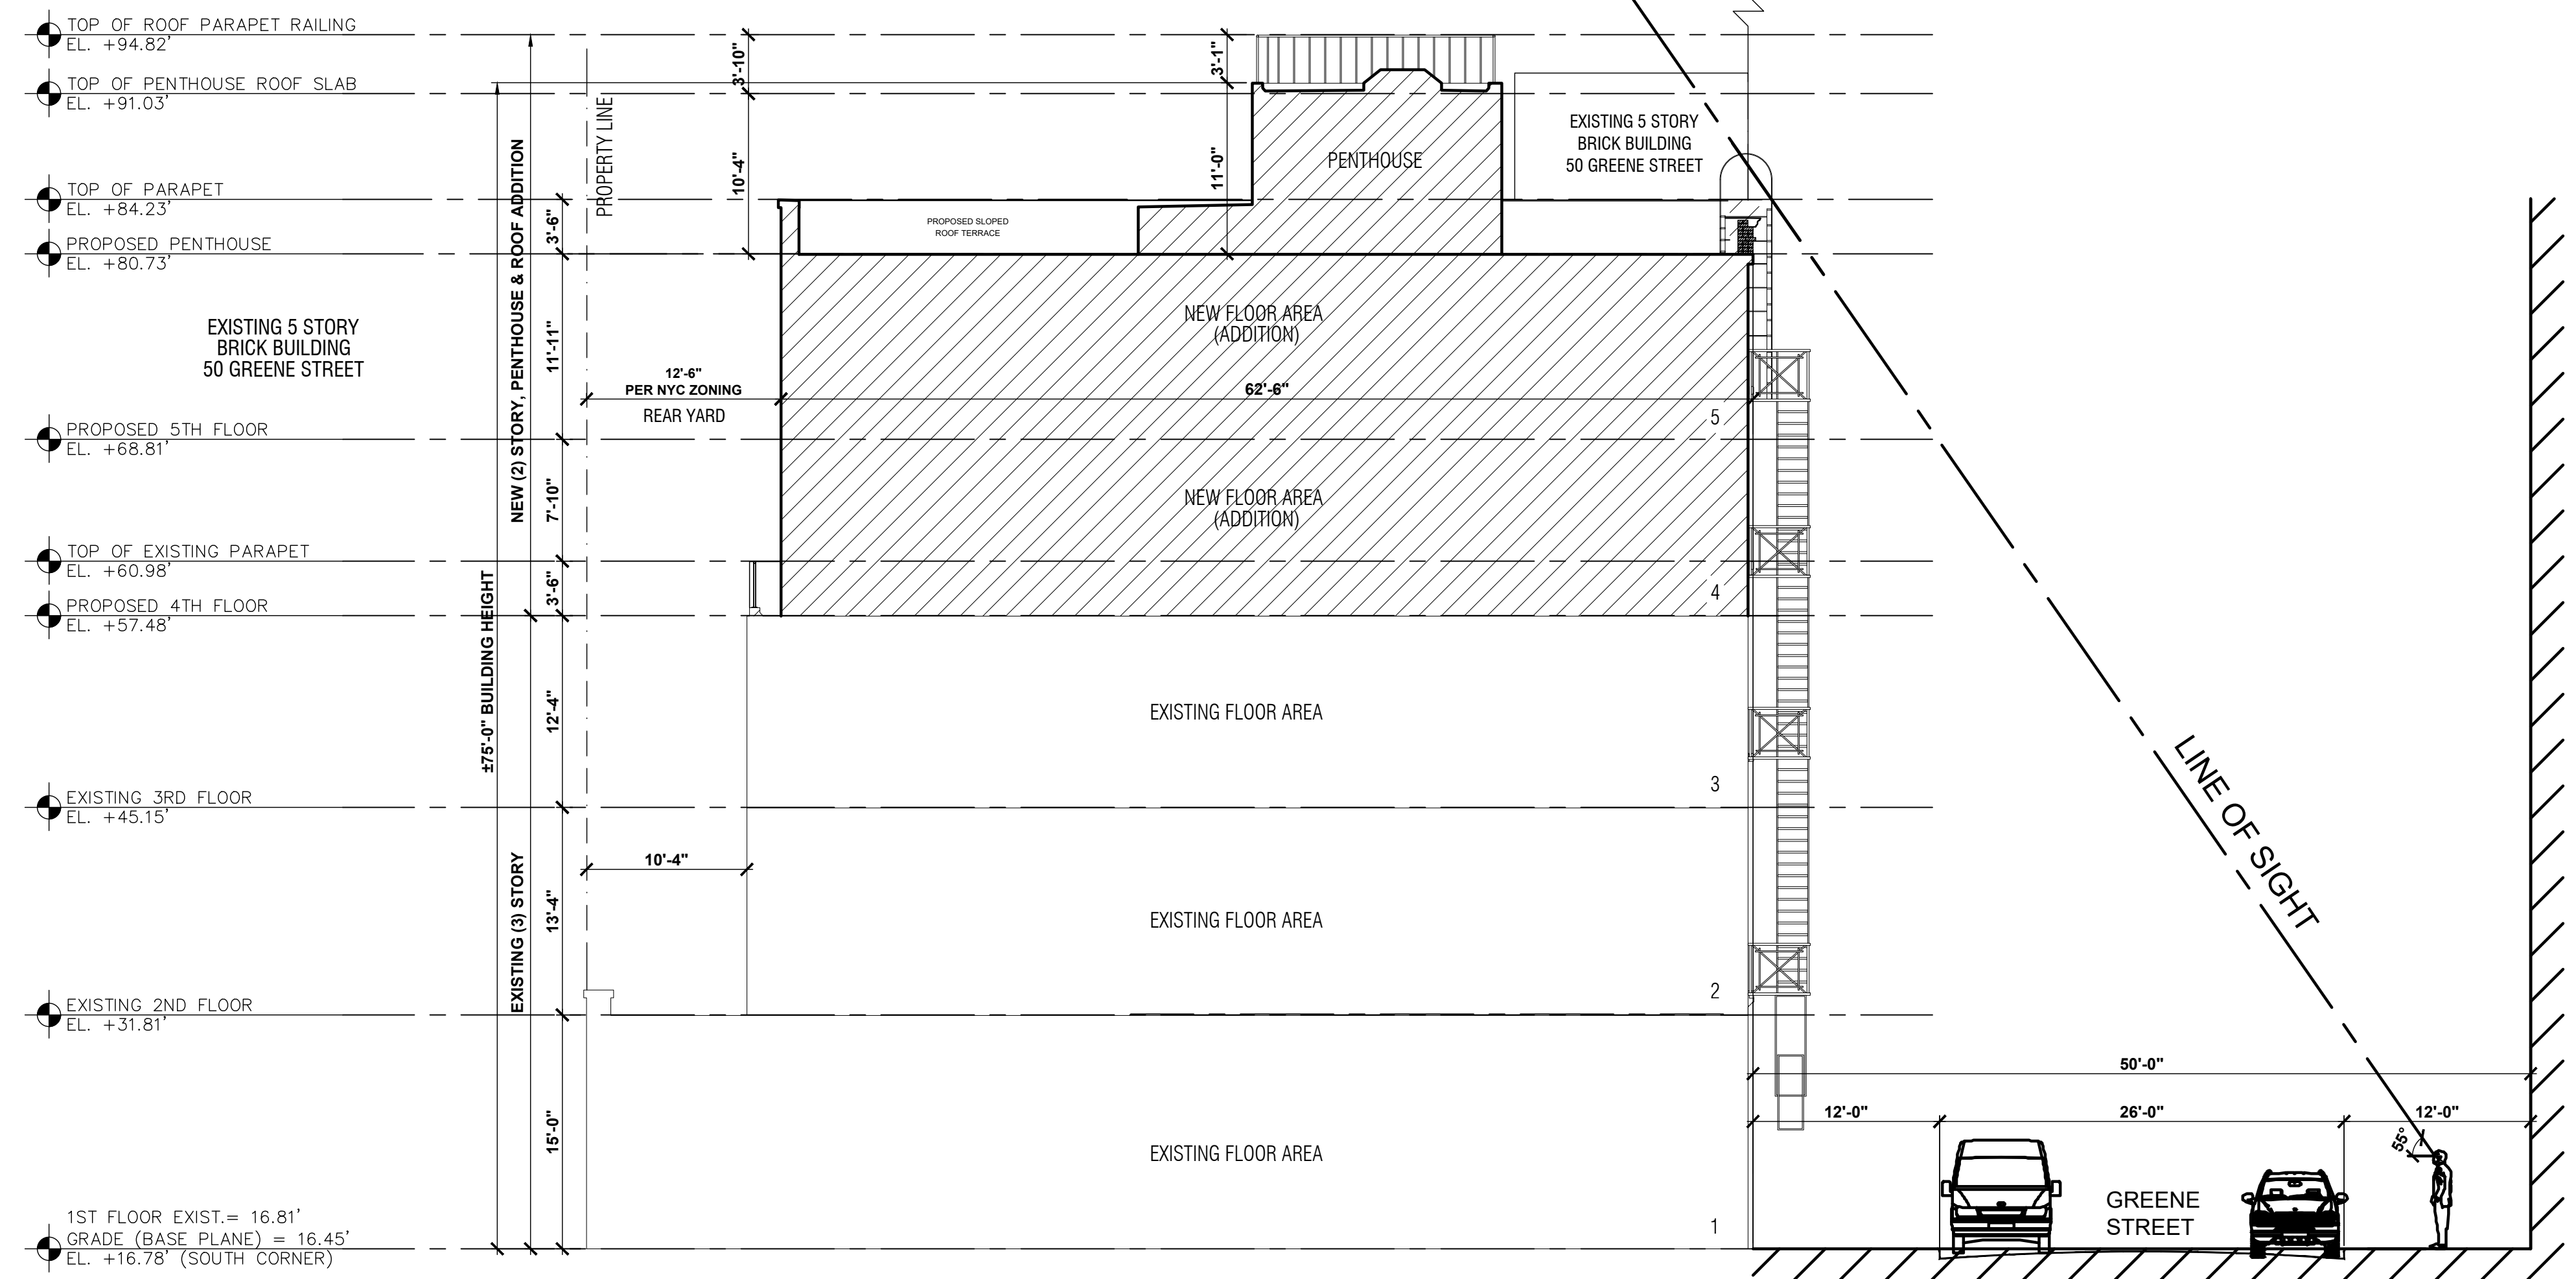 TOP OF ROOF PARAPET RAILING
EL. +94.82'
TOP OF PENTHOUSE ROOF SLAB
EL. +91.03'
TOP OF PARAPET
EL. +84.23'
PROPOSED PENTHOUSE
EL. +80.73'
EXISTING 5 STORY
BRICK BUILDING
50 GREENE STREET
PROPOSED 5TH FLOOR
EL. +68.81'
TOP OF EXISTING PARAPET
EL. +60.98'
PROPOSED 4TH FLOOR
EL. +57.48'
EXISTING 3RD FLOOR
EL. +45.15'
EXISTING 2ND FLOOR
EL. +31.81'
1ST FLOOR EXIST.= 16.81'
GRADE (BASE PLANE) = 16.45'
EL. +16.78' (SOUTH CORNER)
±75'-0" BUILDING HEIGHT
NEW (2) STORY, PENTHOUSE & ROOF ADDITION
EXISTING (3) STORY
3'-6"
11'-11"
7'-10"
3'-6"
12'-4"
13'-4"
15'-0"
PROPERTY LINE
3'-10"
10'-4"
3'-1"
11'-0"
PENTHOUSE
EXISTING 5 STORY
BRICK BUILDING
50 GREENE STREET
PROPOSED SLOPED
ROOF TERRACE
NEW FLOOR AREA
(ADDITION)
12'-6"
PER NYC ZONING
REAR YARD
62'-6"
5
NEW FLOOR AREA
(ADDITION)
4
EXISTING FLOOR AREA
3
10'-4"
EXISTING FLOOR AREA
2
EXISTING FLOOR AREA
1
LINE OF SIGHT
50'-0"
12'-0"
26'-0"
12'-0"
55°
GREENE
STREET